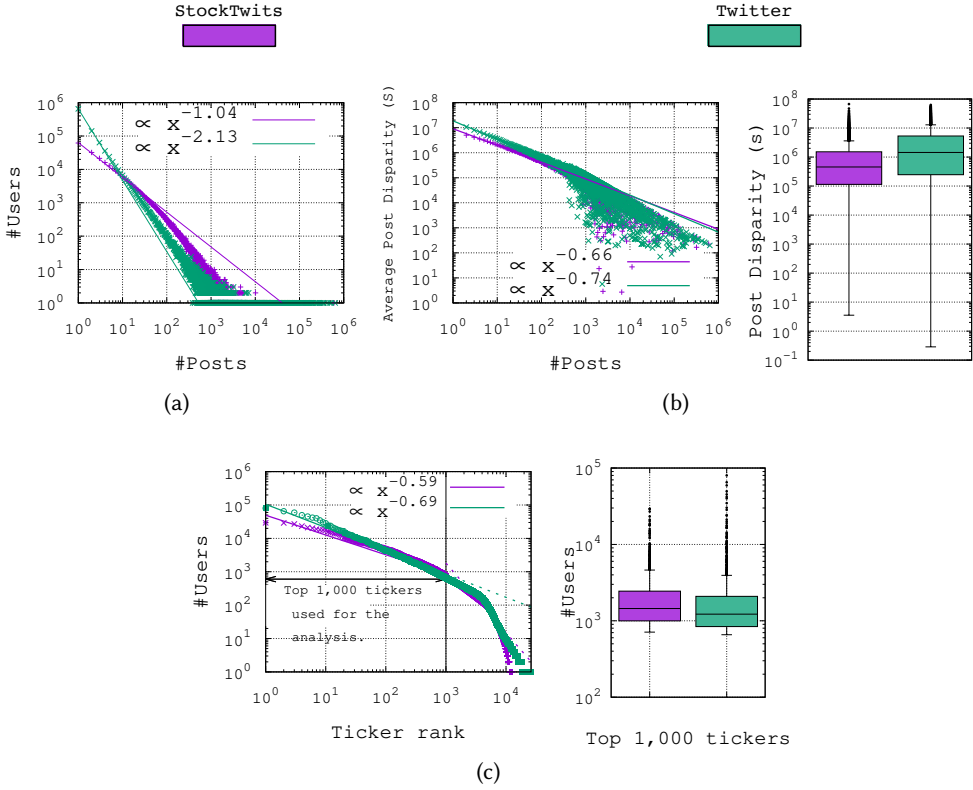 StockTwits
Twitter
#Users
10^6
10^5
10^4
10^3
10^2
10^1
10^0
∝ x^-1.04
∝ x^-2.13
10^0 10^1 10^2 10^3 10^4 10^5 10^6
#Posts
(a)
Average Post Disparity (S)
10^8
10^7
10^6
10^5
10^4
10^3
10^2
10^1
10^0
∝ x^-0.66
∝ x^-0.74
10^0 10^1 10^2 10^3 10^4 10^5 10^6
#Posts
Post Disparity (s)
10^8
10^7
10^6
10^5
10^4
10^3
10^2
10^1
10^0
10^-1
(b)
#Users
10^6
10^5
10^4
10^3
10^2
10^1
10^0
∝ x^-0.59
∝ x^-0.69
Top 1,000 tickers
used for the
analysis.
10^0 10^1 10^2 10^3 10^4
Ticker rank
#Users
10^5
10^4
10^3
10^2
Top 1,000 tickers
(c)